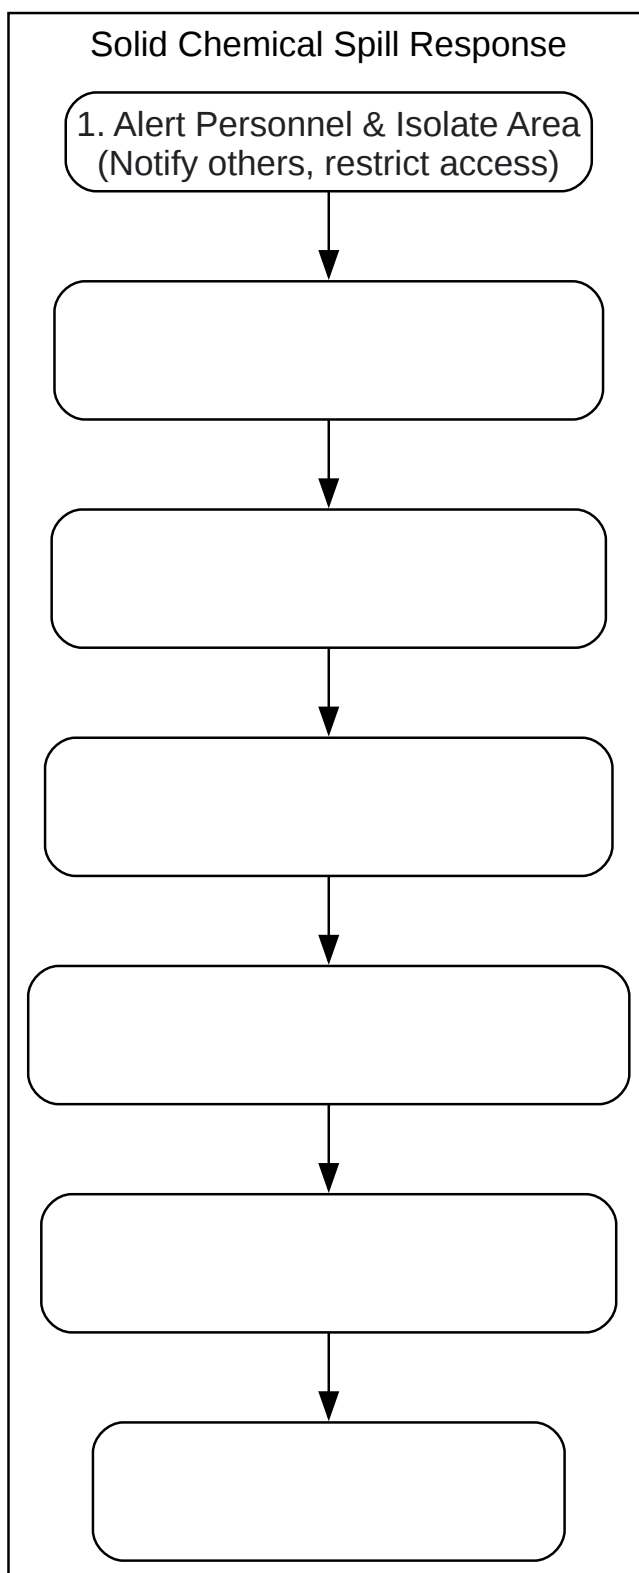 Solid Chemical Spill Response
1. Alert Personnel & Isolate Area
(Notify others, restrict access)